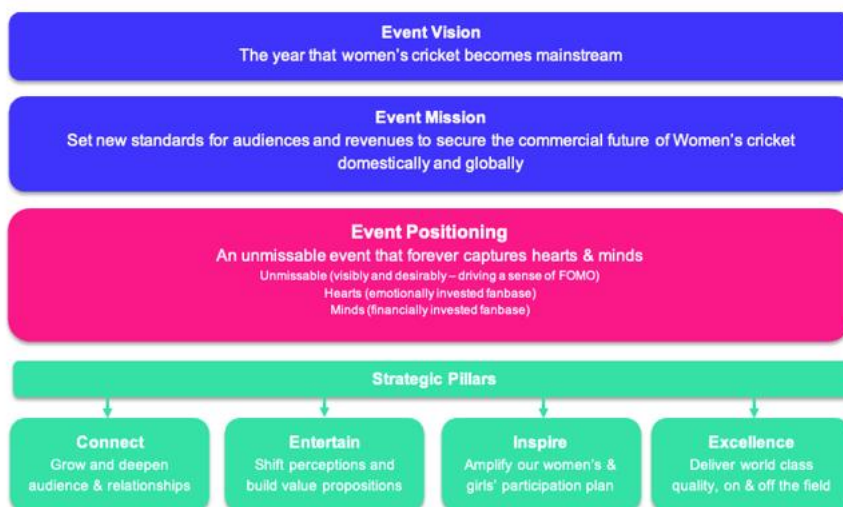 Event Vision
The year that women's cricket becomes mainstream
Event Mission
Set new standards for audiences and revenues to secure the commercial future of Women's cricket
domestically and globally
Event Positioning
An unmissable event that forever captures hearts & minds
Unmissable (visibly and desirably – driving a sense of FOMO)
Hearts (emotionally invested fanbase)
Minds (financially invested fanbase)
Strategic Pillars
Connect
Grow and deepen
audience & relationships
Entertain
Shift perceptions and
build value propositions
Inspire
Amplify our women's &
girls' participation plan
Excellence
Deliver world class
quality, on & off the field